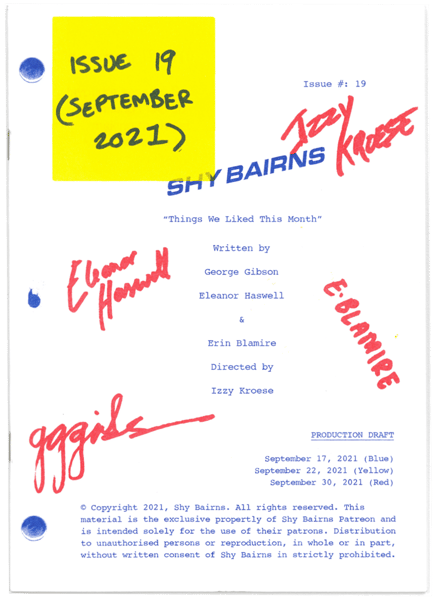 ISSUE 19
(SEPTEMBER
2021)
Issue #: 19
IZZY
KROESE
SHY BAIRNS
"Things We Liked This Month"
Written by
George Gibson
Eleanor Haswell
&
Erin Blamire
Directed by
Izzy Kroese
Eleanor
Haswell
E.BLAMIRE
PRODUCTION DRAFT
September 17, 2021 (Blue)
September 22, 2021 (Yellow)
September 30, 2021 (Red)
© Copyright 2021, Shy Bairns. All rights reserved. This
material is the exclusive propertly of Shy Bairns Patreon and
is intended solely for the use of their patrons. Distribution
to unauthorised persons or reproduction, in whole or in part,
without written consent of Shy Bairns in strictly prohibited.